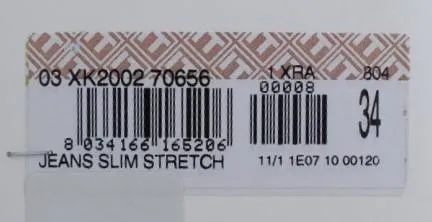 03 XK2002 70656 1 XRA 804
00008
34
8 034166 165206
JEANS SLIM STRETCH 11/1 1E07 10 00120